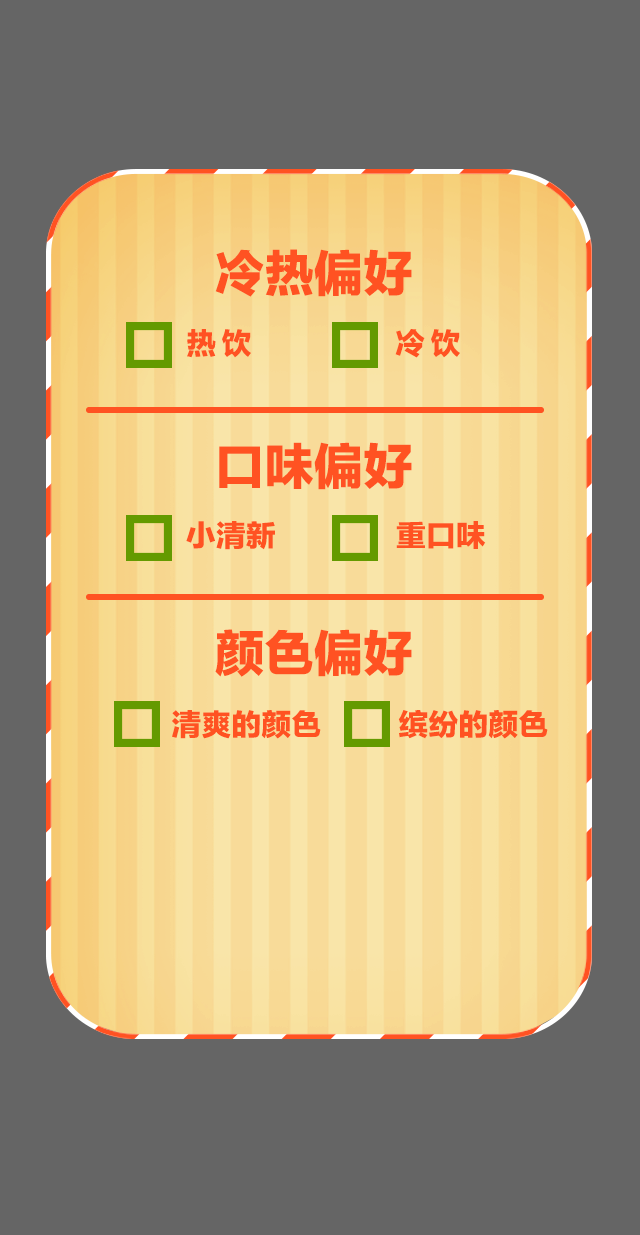 冷热偏好
热饮 冷饮
口味偏好
小清新 重口味
颜色偏好
清爽的颜色 缤纷的颜色